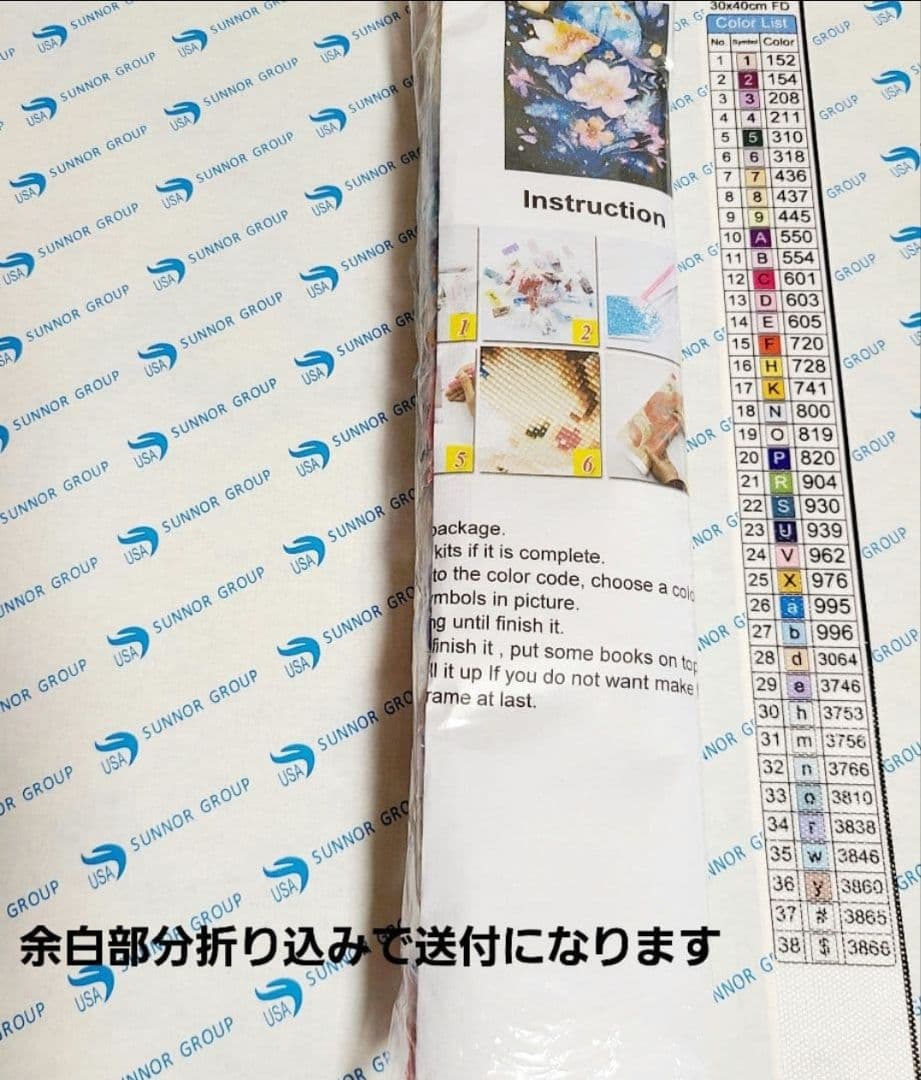 30x40cm FD
Color List
No. Symbol Color
1 1 152
2 2 154
3 3 208
4 4 211
5 5 310
6 6 318
7 7 436
8 8 437
9 9 445
10 A 550
11 B 554
12 C 601
13 D 603
14 E 605
15 F 720
16 H 728
17 K 741
18 N 800
19 O 819
20 P 820
21 R 904
22 S 930
23 U 939
24 V 962
25 X 976
26 a 995
27 b 996
28 d 3064
29 e 3746
30 h 3753
31 m 3756
32 n 3766
33 o 3810
34 r 3838
35 w 3846
36 y 3860
37 # 3865
38 $ 3866
Instruction
1
2
5
6
package.
kits if it is complete.
to the color code, choose a
mbols in picture.
ng until finish it.
finish it , put some books on top
ll it up If you do not want make
rame at last.
SUNNOR GROUP
USA
余白部分折り込みで送付になります